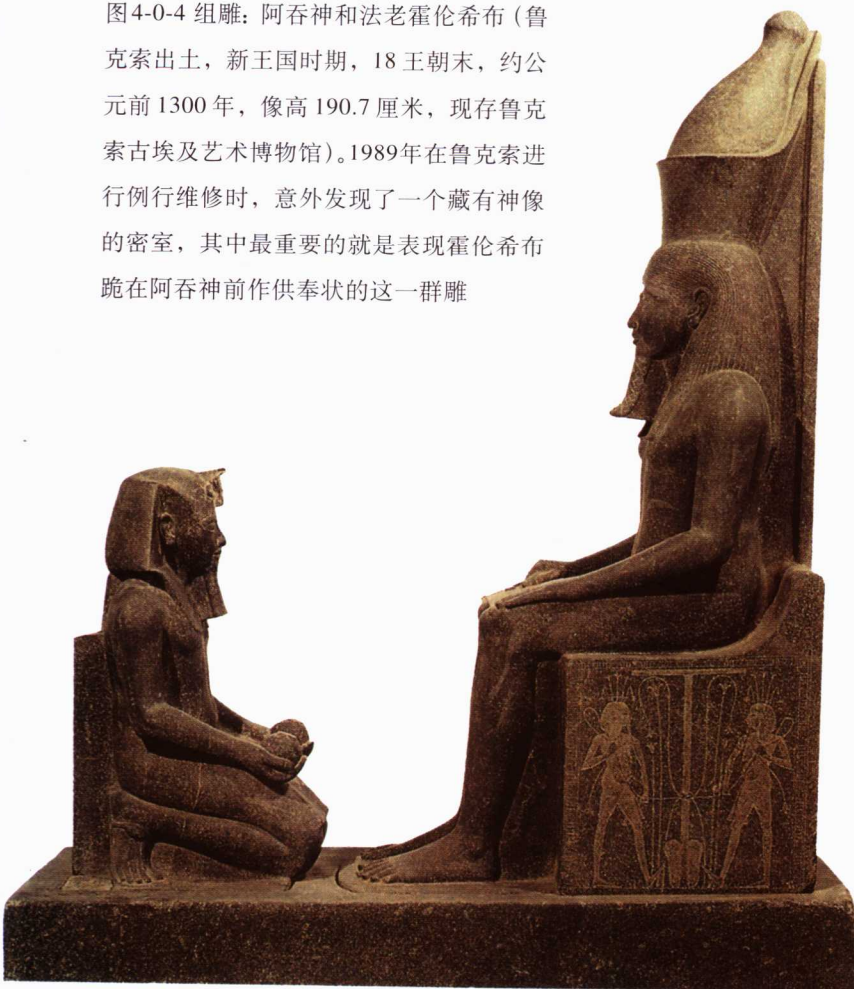 图4-0-4 组雕：阿吞神和法老霍伦希布（鲁
克索出土，新王国时期，18王朝末，约公
元前1300年，像高190.7厘米，现存鲁克
索古埃及艺术博物馆）。1989年在鲁克索进
行例行维修时，意外发现了一个藏有神像
的密室，其中最重要的就是表现霍伦希布
跪在阿吞神前作供奉状的这一群雕